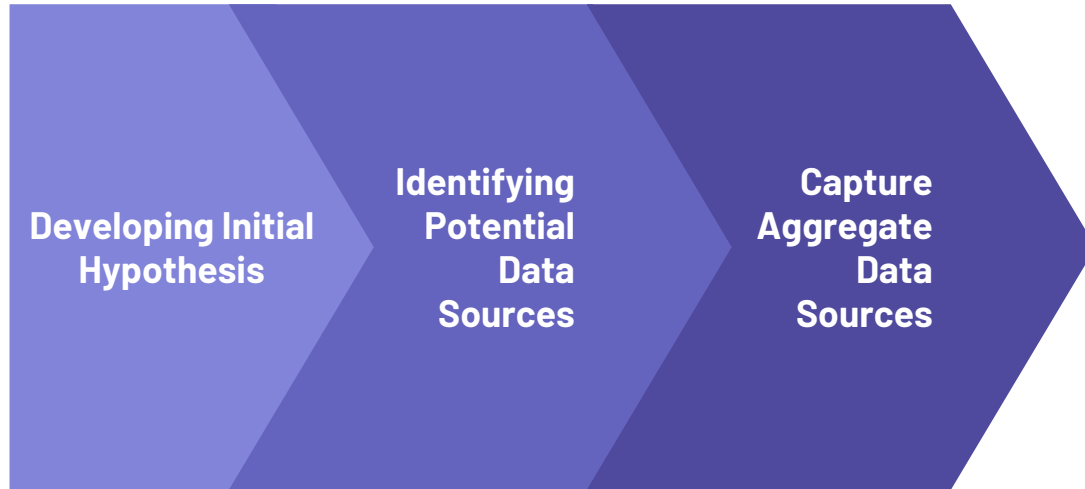 Developing Initial
Hypothesis
Identifying
Potential
Data
Sources
Capture
Aggregate
Data
Sources